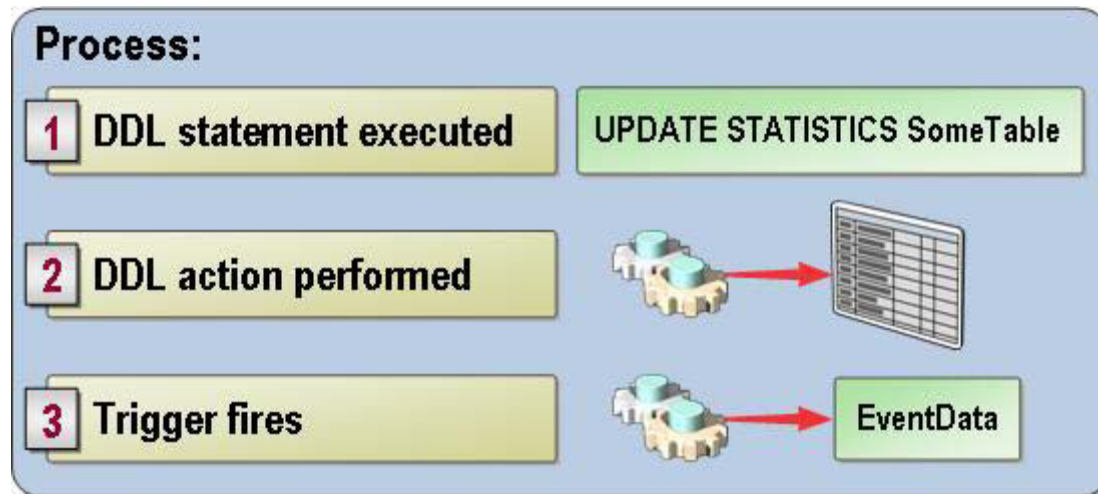 Process:
1 DDL statement executed UPDATE STATISTICS SomeTable
2 DDL action performed
3 Trigger fires EventData